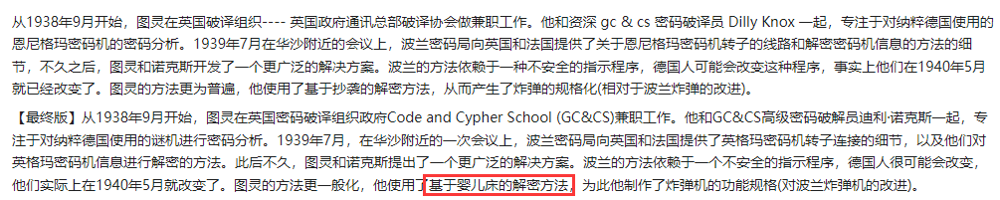 从1938年9月开始，图灵在英国破译组织---- 英国政府通讯总部破译协会做兼职工作。他和资深 gc & cs 密码破译员 Dilly Knox 一起，专注于对纳粹德国使用的
恩尼格玛密码机的密码分析。1939年7月在华沙附近的会议上，波兰密码局向英国和法国提供了关于恩尼格玛密码机转子的线路和解密密码机信息的方法的细
节，不久之后，图灵和诺克斯开发了一个更广泛的解决方案。波兰的方法依赖于一种不安全的指示程序，德国人可能会改变这种程序，事实上他们在1940年5月
就已经改变了。图灵的方法更为普遍，他使用了基于抄袭的解密方法，从而产生了炸弹的规格化(相对于波兰炸弹的改进)。
【最终版】从1938年9月开始，图灵在英国密码破译组织政府Code and Cypher School (GC&CS)兼职工作。他和GC&CS高级密码破解员迪利·诺克斯一起，专
注于对纳粹德国使用的谜机进行密码分析。1939年7月，在华沙附近的一次会议上，波兰密码局向英国和法国提供了英格玛密码机转子连接的细节，以及他们对
英格玛密码机信息进行解密的方法。此后不久，图灵和诺克斯提出了一个更广泛的解决方案。波兰的方法依赖于一个不安全的指示程序，德国人很可能会改变，
他们实际上在1940年5月就改变了。图灵的方法更一般化，他使用了基于婴儿床的解密方法，为此他制作了炸弹机的功能规格(对波兰炸弹机的改进)。